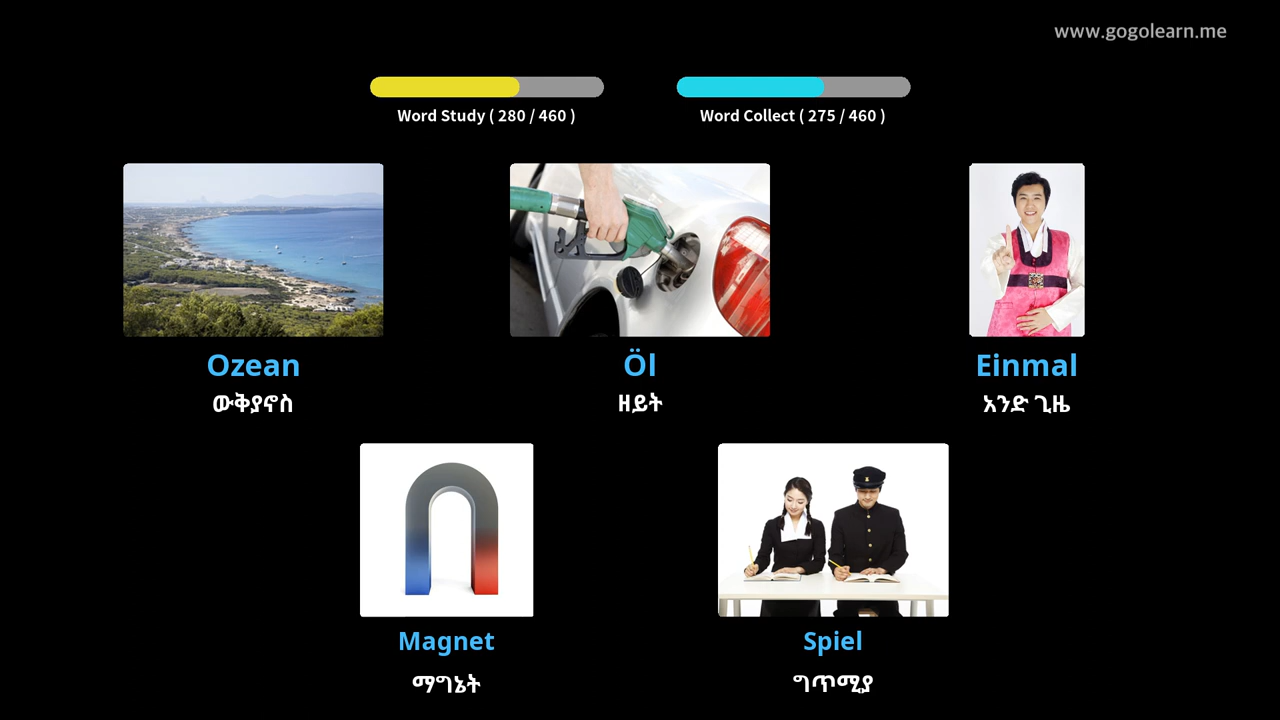 www.gogolearn.me
Word Study ( 280 / 460 )
Word Collect ( 275 / 460 )
Ozean
Öl
Einmal
ውቅያኖስ
ዘይት
አንድ ጊዜ
Magnet
Spiel
ማግኔት
ግጥሚያ